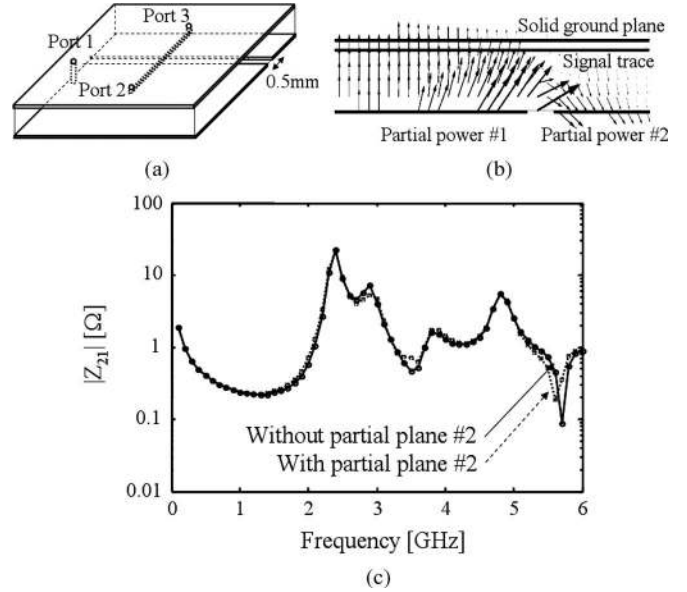 (a)
Port 3
Port 1
Port 2
0.5mm
(a)
(b)
Solid ground plane
Signal trace
Partial power #1
Partial power #2
(b)
100
10
1
0.1
0.01
|Z21| [Ω]
Without partial plane #2
With partial plane #2
0 1 2 3 4 5 6
Frequency [GHz]
(c)